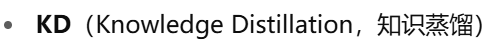 • KD（Knowledge Distillation，知识蒸馏）